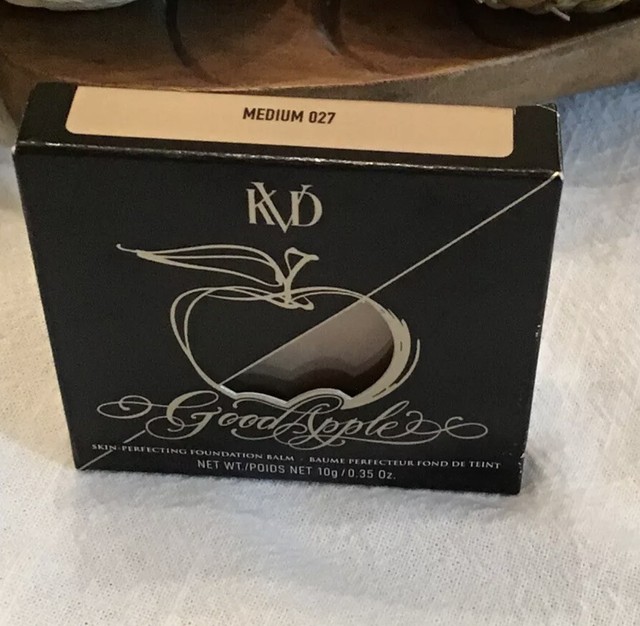 MEDIUM 027
KVD
Good Apple
SKIN-PERFECTING FOUNDATION BALM - BAUME PERFECTEUR FOND DE TEINT
NET WT./POIDS NET 10g/0.35 Oz.